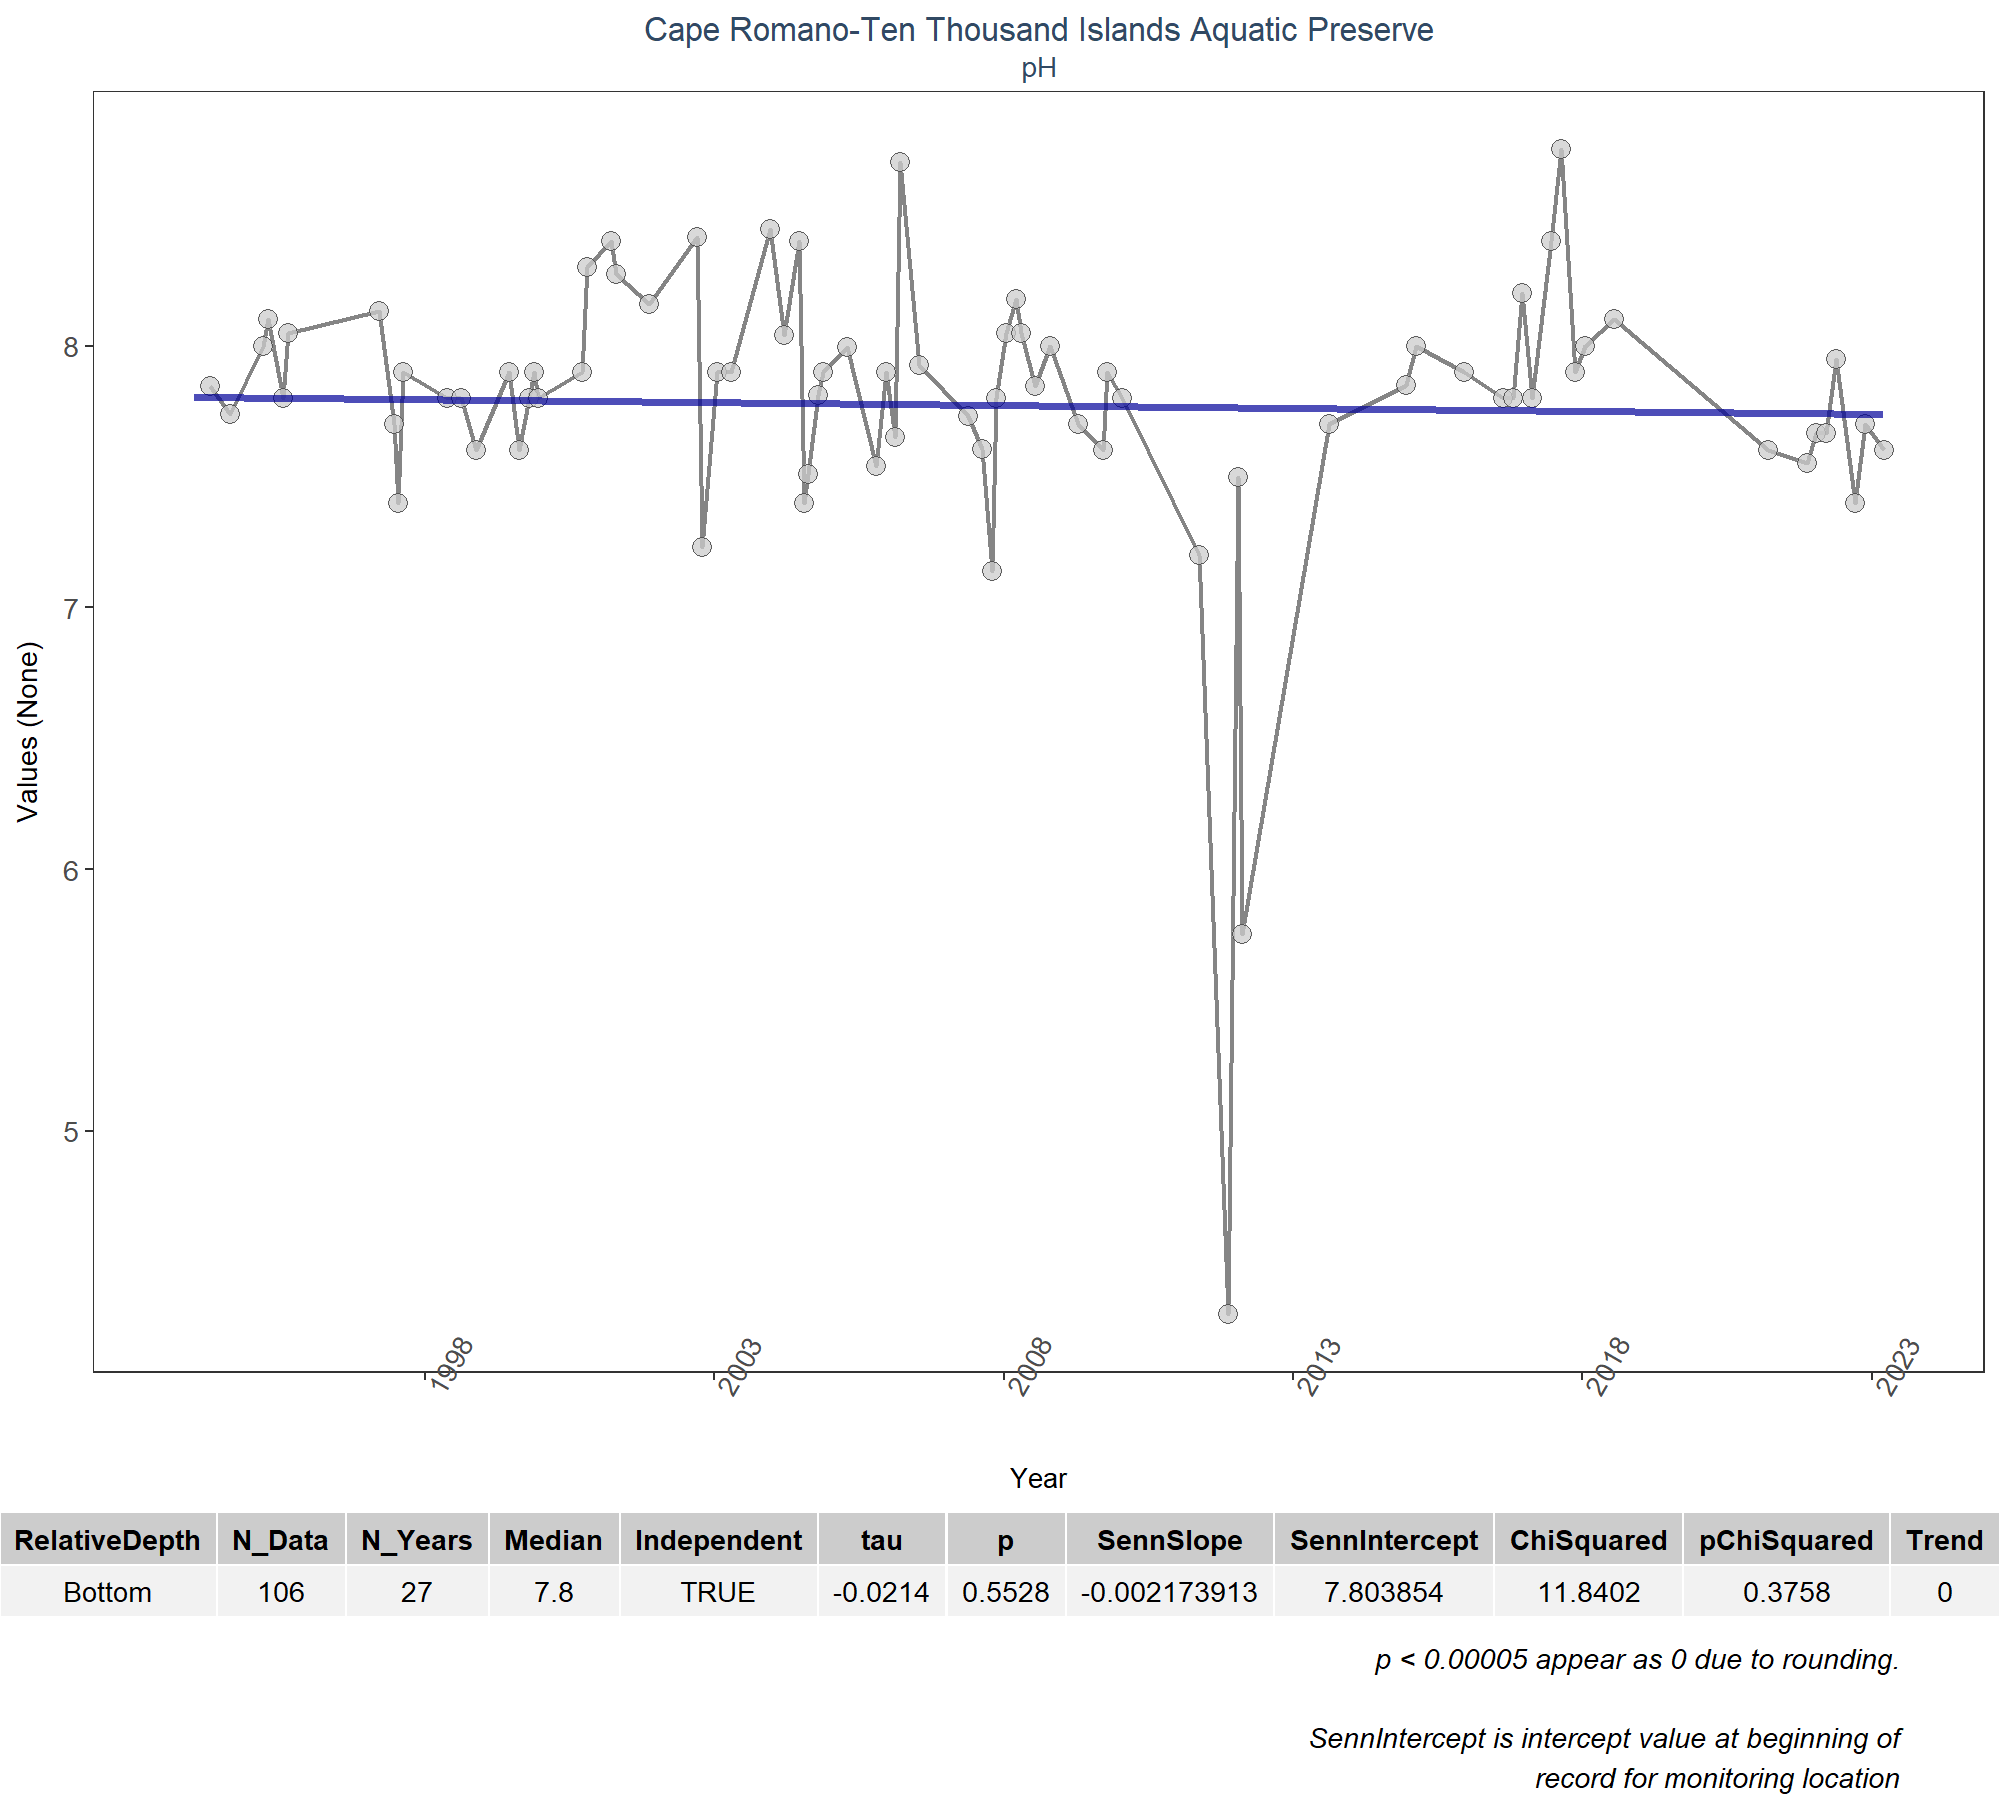 Cape Romano-Ten Thousand Islands Aquatic Preserve
pH
Values (None)
8
7
6
5
1998
2003
2008
2013
2018
2023
Year
RelativeDepth N_Data N_Years Median Independent tau p SennSlope SennIntercept ChiSquared pChiSquared Trend
Bottom 106 27 7.8 TRUE -0.0214 0.5528 -0.002173913 7.803854 11.8402 0.3758 0
p < 0.00005 appear as 0 due to rounding.
SennIntercept is intercept value at beginning of
record for monitoring location